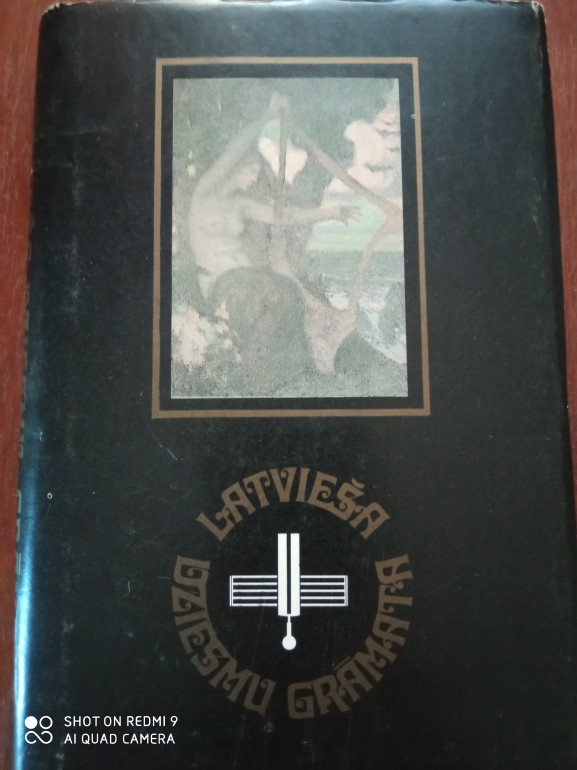 LATVIEŠA
DZIESMU GRĀMATA
SHOT ON REDMI 9
AI QUAD CAMERA